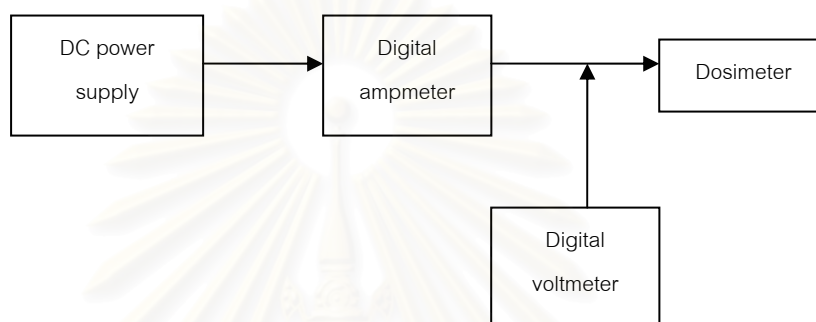 DC power
supply
Digital
ampmeter
Dosimeter
Digital
voltmeter